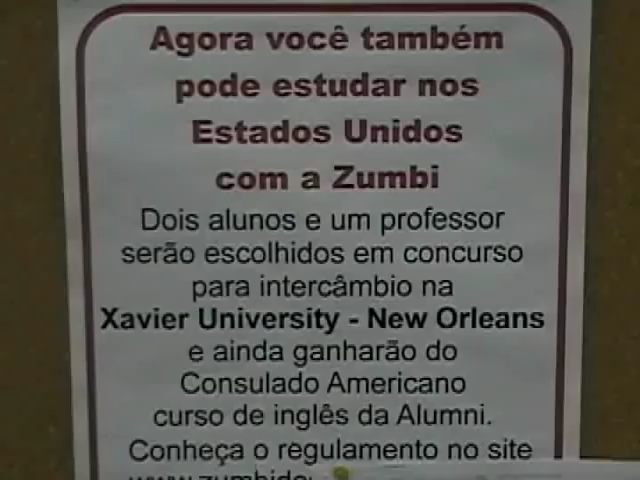 Agora você também
pode estudar nos
Estados Unidos
com a Zumbi
Dois alunos e um professor
serão escolhidos em concurso
para intercâmbio na
Xavier University - New Orleans
e ainda ganharão do
Consulado Americano
curso de inglês da Alumni.
Conheça o regulamento no site